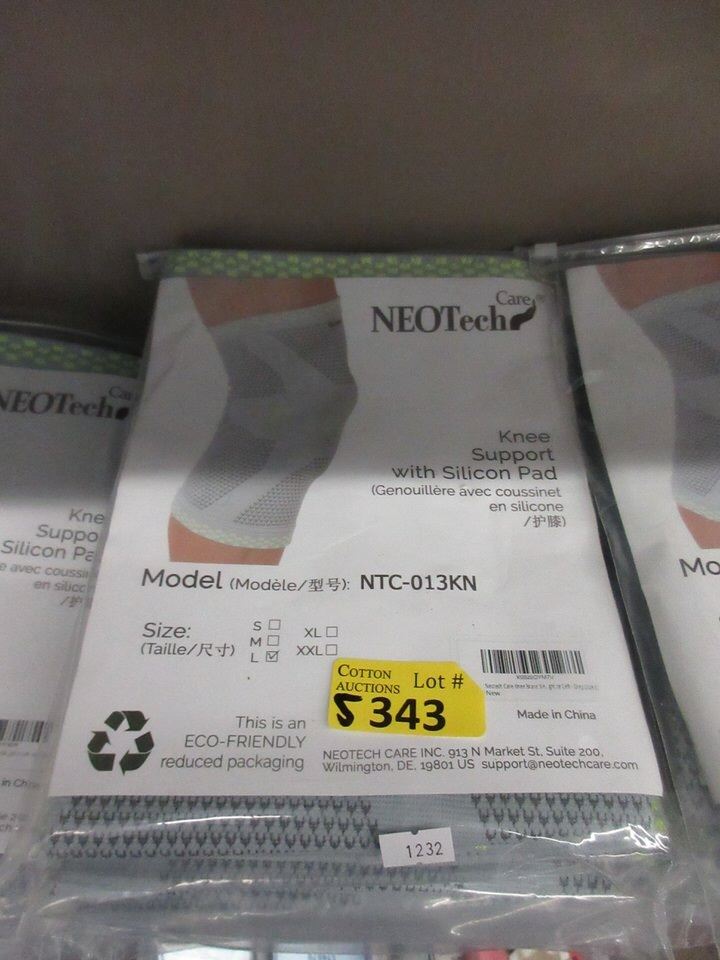 Care
NEOTech
Knee
Support
with Silicon Pad
(Genouillère avec coussinet
en silicone
/护膝)
Model (Modèle/型号): NTC-013KN
Size:
(Taille/尺寸)
S
M
L
XL
XXL
COTTON
AUCTIONS
Lot #
S 343
New
Made in China
This is an
ECO-FRIENDLY
reduced packaging
NEOTECH CARE INC. 913 N Market St, Suite 200,
Wilmington, DE. 19801 US support@neotechcare.com
1232
NEOTech
Silicon
en
Mo